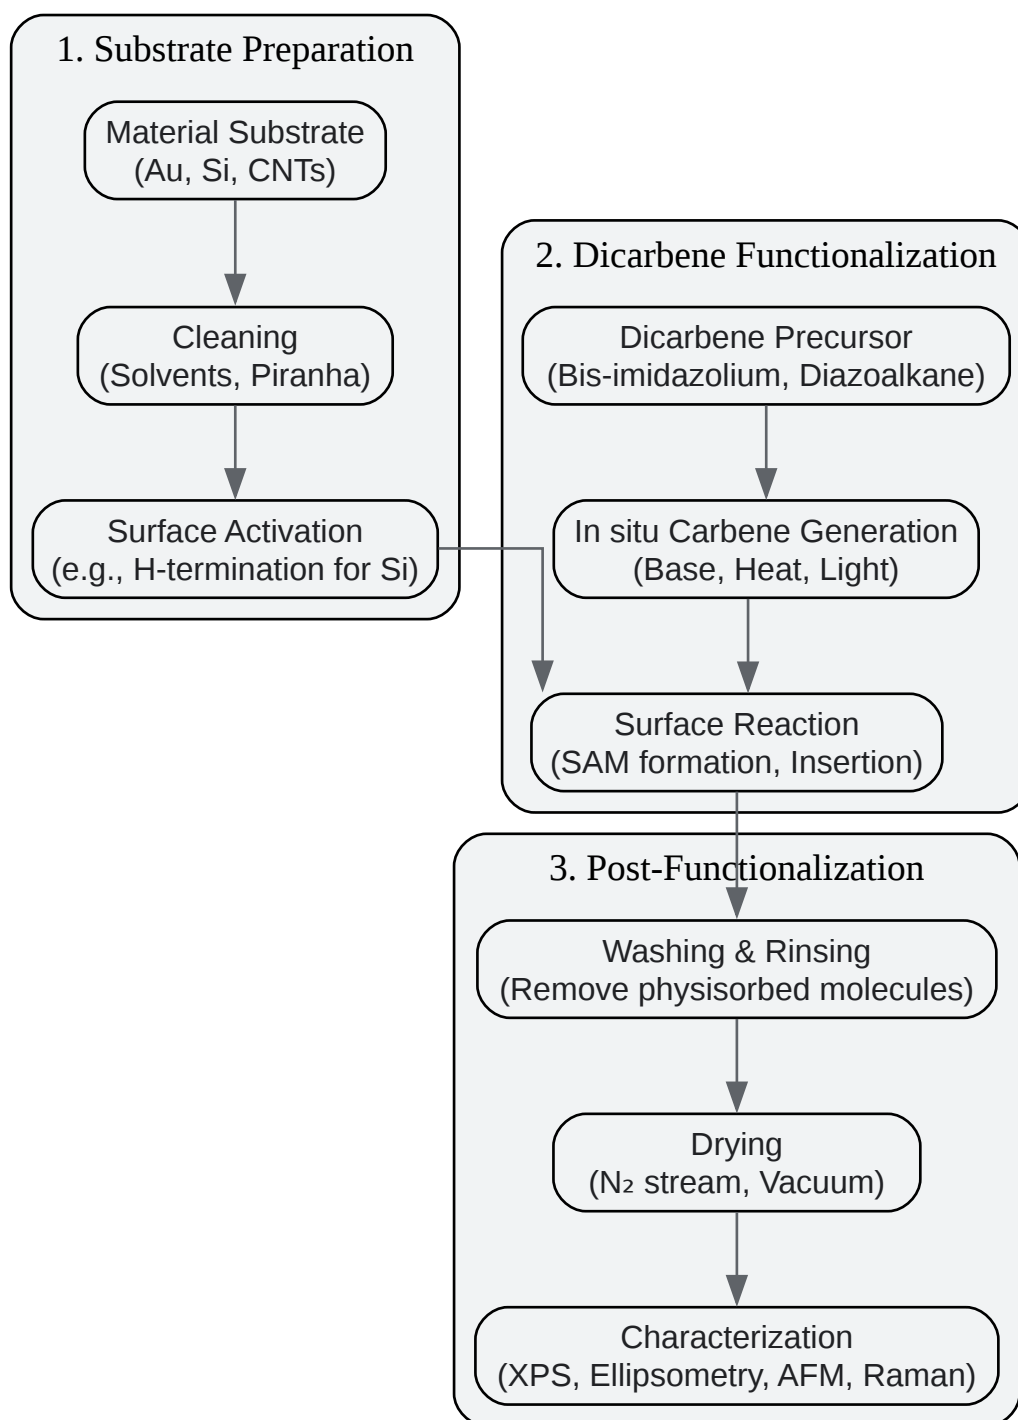 1. Substrate Preparation
Material Substrate
(Au, Si, CNTs)
Cleaning
(Solvents, Piranha)
Surface Activation
(e.g., H-termination for Si)
2. Dicarbene Functionalization
Dicarbene Precursor
(Bis-imidazolium, Diazoalkane)
In situ Carbene Generation
(Base, Heat, Light)
Surface Reaction
(SAM formation, Insertion)
3. Post-Functionalization
Washing & Rinsing
(Remove physisorbed molecules)
Drying
(N₂ stream, Vacuum)
Characterization
(XPS, Ellipsometry, AFM, Raman)